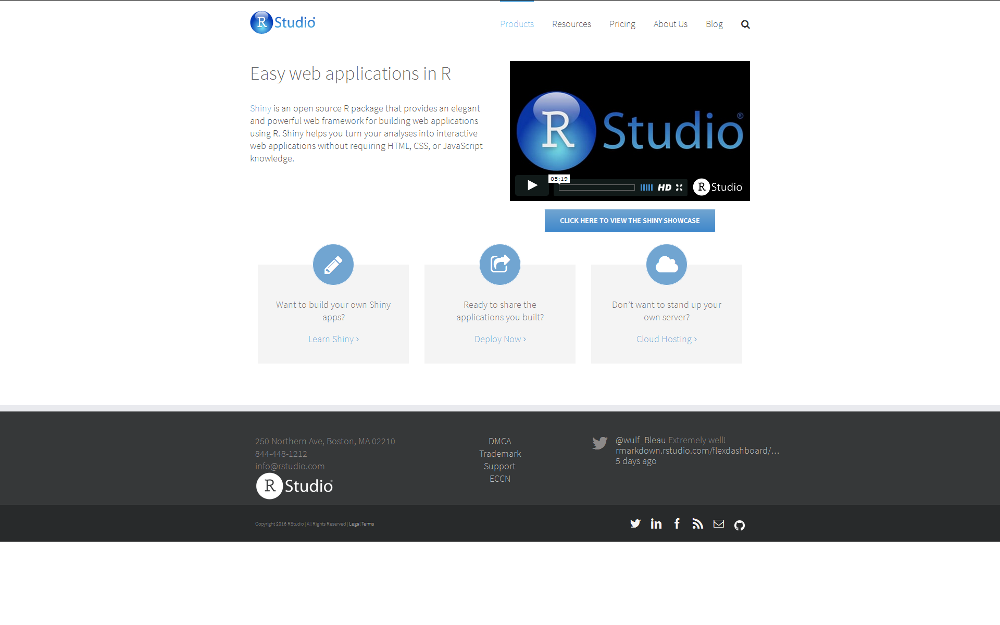 R Studio®
Products Resources Pricing About Us Blog
Easy web applications in R
Shiny is an open source R package that provides an elegant
and powerful web framework for building web applications
using R. Shiny helps you turn your analyses into interactive
web applications without requiring HTML, CSS, or JavaScript
knowledge.
R Studio®
05:19
HD
R Studio
CLICK HERE TO VIEW THE SHINY SHOWCASE
Want to build your own Shiny
apps?
Learn Shiny >
Ready to share the
applications you built?
Deploy Now >
Don’t want to stand up your
own server?
Cloud Hosting >
250 Northern Ave, Boston, MA 02210
844-448-1212
info@rstudio.com
R Studio®
DMCA
Trademark
Support
ECCN
@wulf_Bleau Extremely well!
rmarkdown.rstudio.com/flexdashboard/…
5 days ago
Copyright 2016 RStudio | All Rights Reserved | Legal Terms